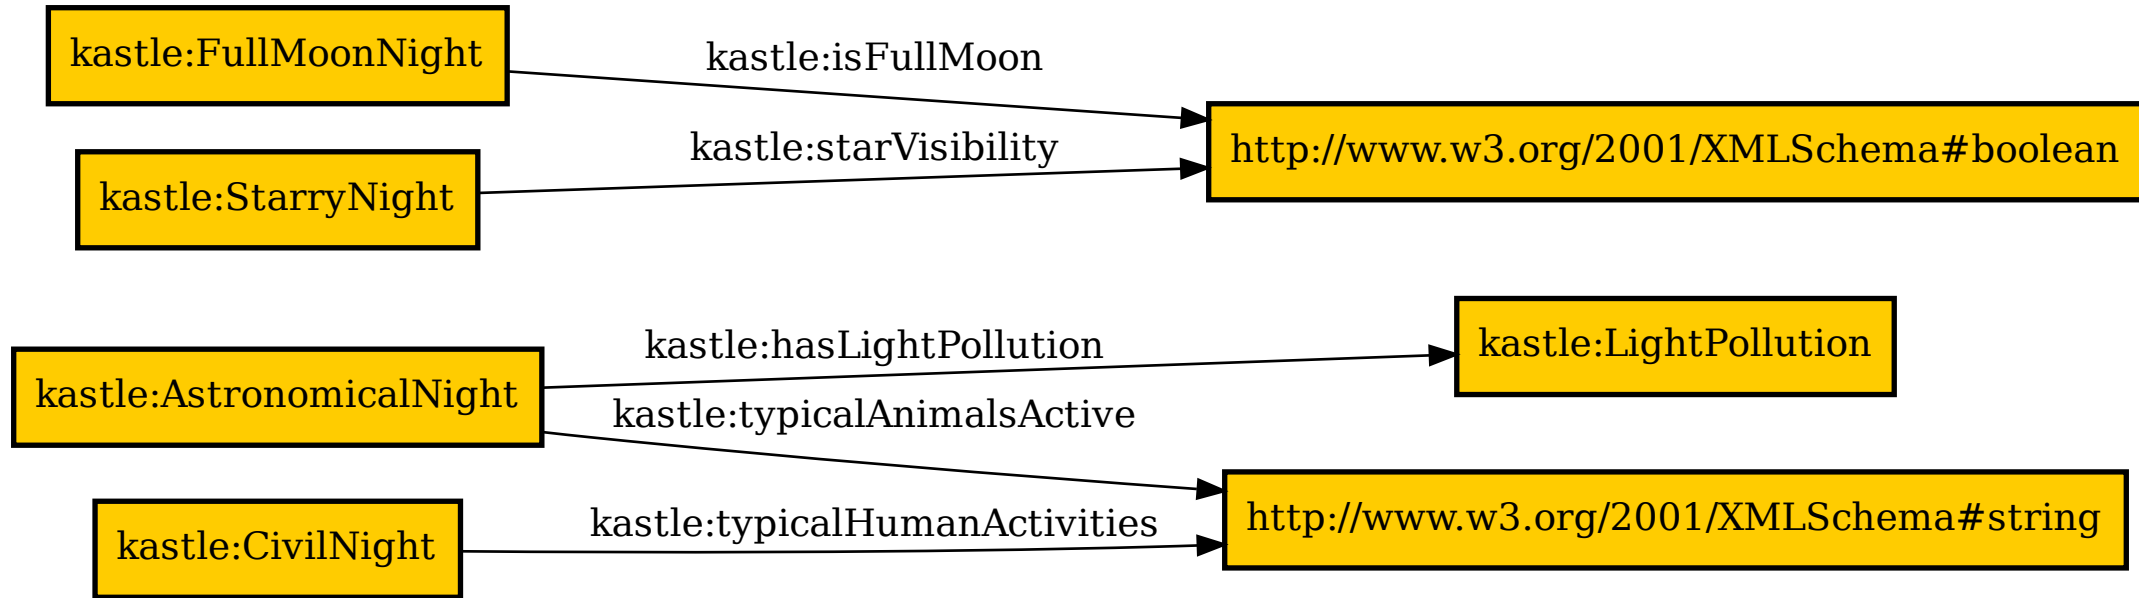 kastle:FullMoonNight
kastle:isFullMoon
kastle:StarryNight
kastle:starVisibility
http://www.w3.org/2001/XMLSchema#boolean
kastle:AstronomicalNight
kastle:hasLightPollution
kastle:LightPollution
kastle:typicalAnimalsActive
kastle:CivilNight
kastle:typicalHumanActivities
http://www.w3.org/2001/XMLSchema#string